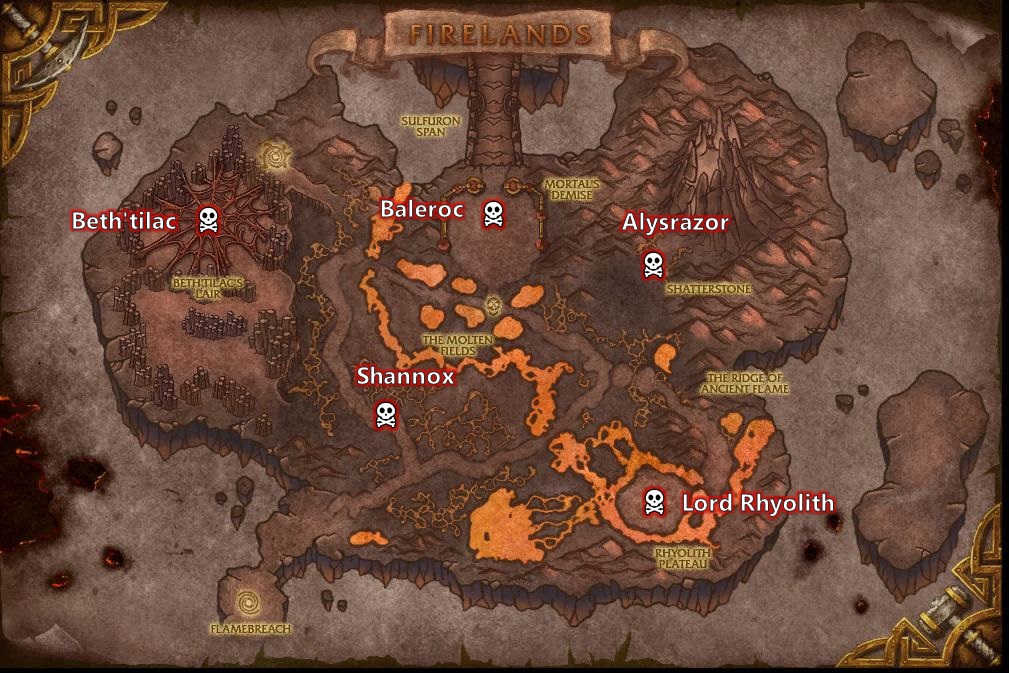 FIRELANDS
SULFURON
SPAN
MORTAL'S
DEMISE
Baleroc
Beth'tilac
Alysrazor
BETH'TILAC'S
LAIR
SHATTERSTONE
THE MOLTEN
FIELDS
Shannox
THE RIDGE OF
ANCIENT FLAME
Lord Rhyolith
RHYOLITH
PLATEAU
FLAMEBREACH